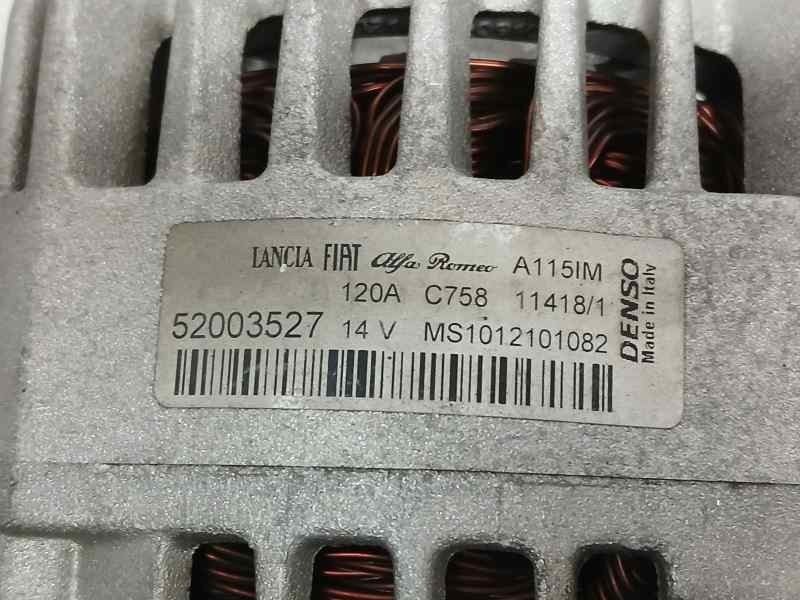 LANCIA FIAT Alfa Romeo A115IM
120A C758 11418/1
52003527 14 V MS1012101082
DENSO
Made in Italy